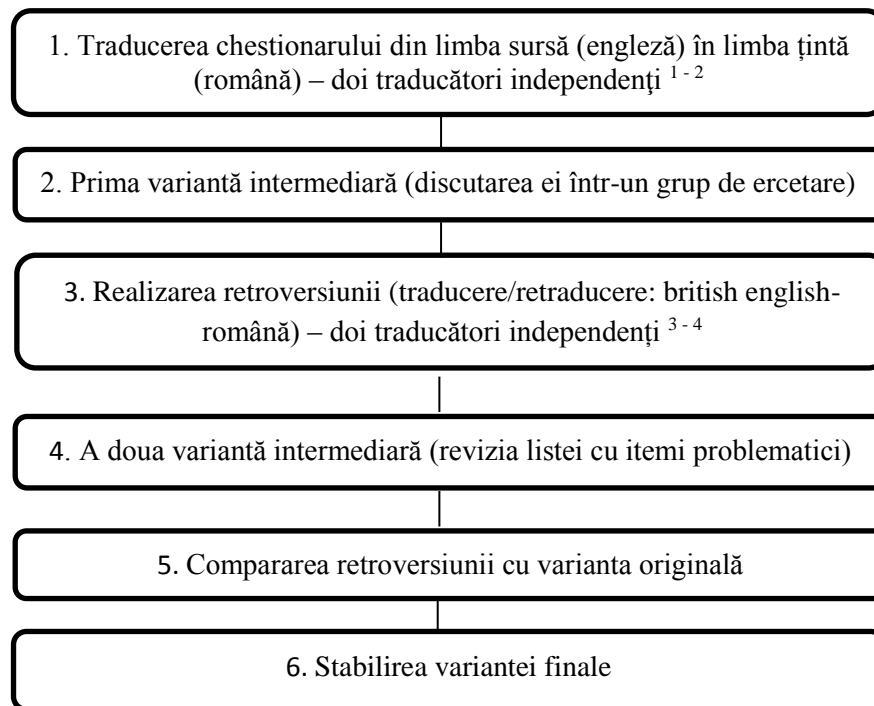 1. Traducerea chestionarului din limba sursă (engleză) în limba țintă
(română) – doi traducători independenţi 1 - 2
2. Prima variantă intermediară (discutarea ei într-un grup de ercetare)
3. Realizarea retroversiunii (traducere/retraducere: british english-
română) – doi traducători independenți 3 - 4
4. A doua variantă intermediară (revizia listei cu itemi problematici)
5. Compararea retroversiunii cu varianta originală
6. Stabilirea variantei finale